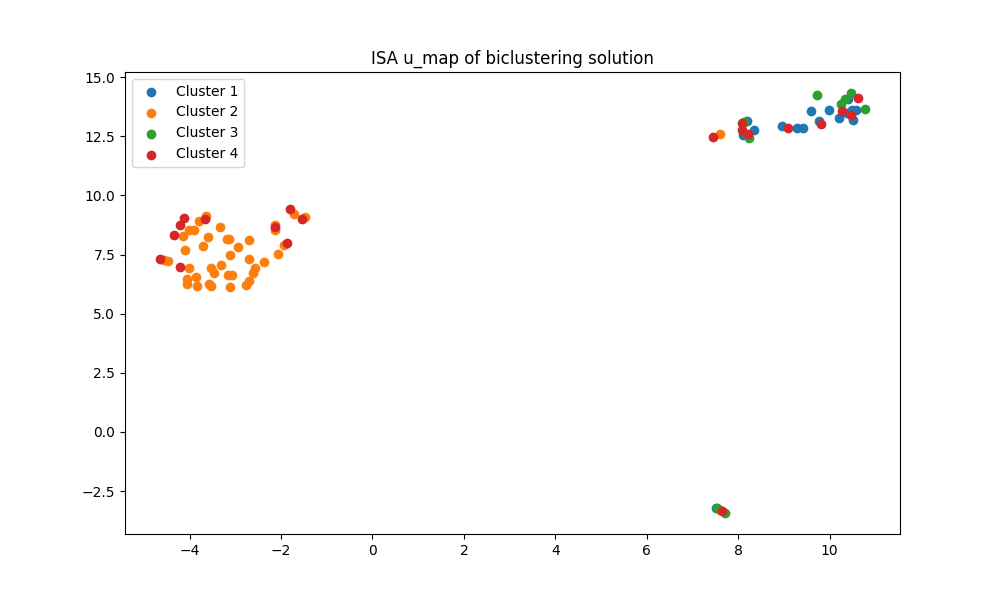 ISA u_map of biclustering solution
Cluster 1
Cluster 2
Cluster 3
Cluster 4
15.0
12.5
10.0
7.5
5.0
2.5
0.0
−2.5
−4 −2 0 2 4 6 8 10